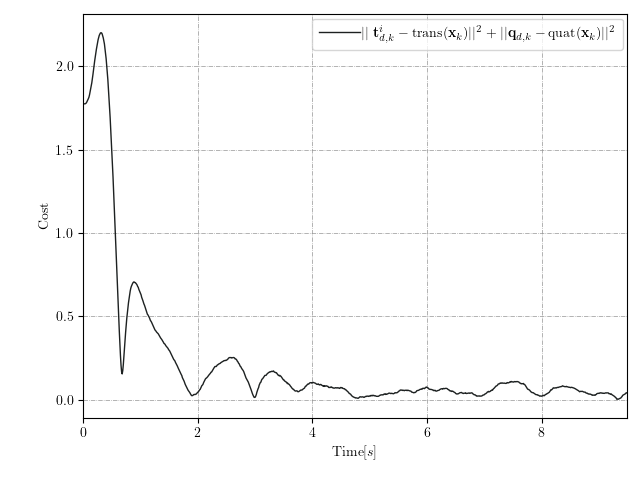 || t^i_{d,k} − trans(x_k)||^2 + ||q_{d,k} − quat(x_k)||^2
2.0
1.5
1.0
0.5
0.0
Cost
0 2 4 6 8
Time[s]